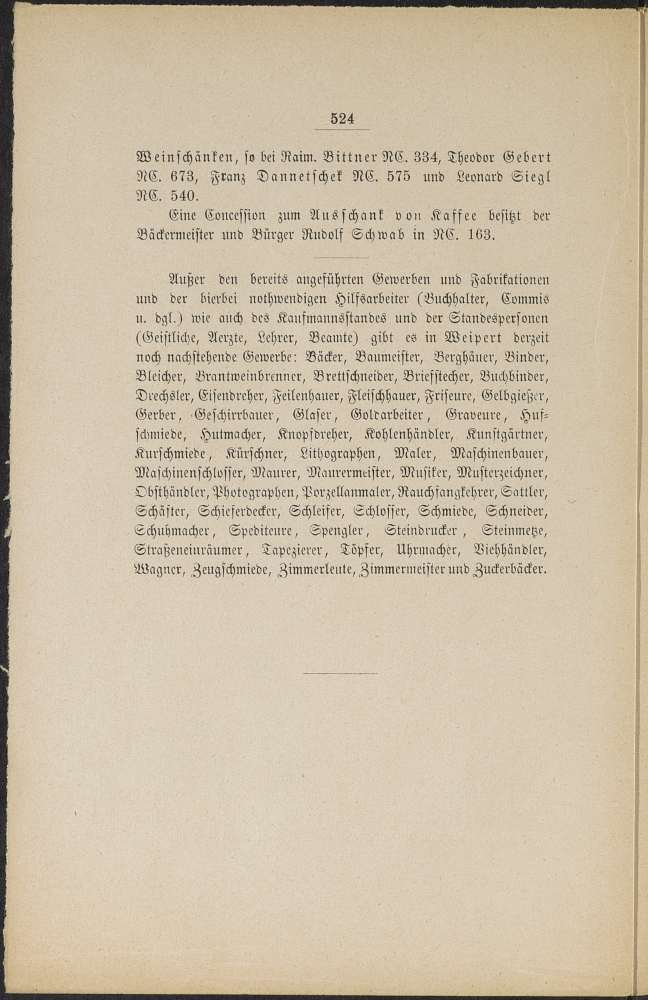 524
Weinschänken, so bei Raim. Bittner NC. 334, Theodor Gebert
NC. 673, Franz Dannetschek NC. 575 und Leonard Siegl
NC. 540.
Eine Concession zum Ausschank von Kaffee besitzt der
Bäckermeister und Bürger Rudolf Schwab in NC. 163.
Außer den bereits angeführten Gewerben und Fabrikationen
und der hierbei nothwendigen Hilfsarbeiter (Buchhalter, Commis
u. dgl.) wie auch des Kaufmannsstandes und der Standespersonen
(Geistliche, Aerzte, Lehrer, Beamte) gibt es in Weipert derzeit
noch nachstehende Gewerbe: Bäcker, Baumeister, Berghäuer, Binder,
Bleicher, Brantweinbrenner, Brettschneider, Briefstecher, Buchbinder,
Drechsler, Eisendreher, Feilenhauer, Fleischhauer, Friseure, Gelbgießer,
Gerber, Geschirrbauer, Glaser, Goldarbeiter, Graveure, Huf-
schmiede, Hutmacher, Knopfdreher, Kohlenhändler, Kunstgärtner,
Kurschmiede, Kürschner, Lithographen, Maler, Maschinenbauer,
Maschinenschlosser, Maurer, Maurermeister, Musiker, Musterzeichner,
Obsthändler, Photographen, Porzellanmaler, Rauchfangkehrer, Sattler,
Schäfter, Schieferdecker, Schleifer, Schlosser, Schmiede, Schneider,
Schuhmacher, Spediteure, Spengler, Steindrucker, Steinmetze,
Straßeneinräumer, Tapezierer, Töpfer, Uhrmacher, Viehhändler,
Wagner, Zeugschmiede, Zimmerleute, Zimmermeister und Zuckerbäcker.